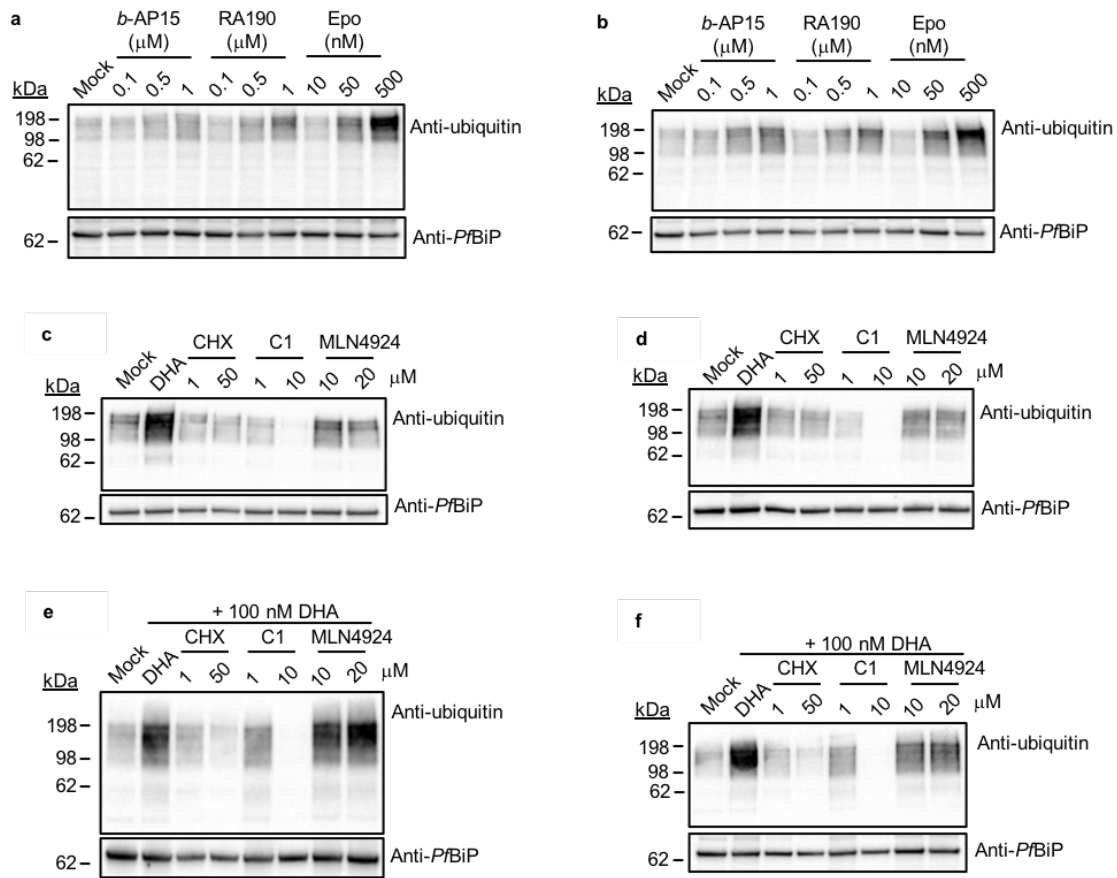 a
b-AP15 RA190 Epo
(μM) (μM) (nM)
kDa Mock 0.1 0.5 1 0.1 0.5 1 10 50 500
198
98
62
Anti-ubiquitin
62
Anti-PfBiP
b
b-AP15 RA190 Epo
(μM) (μM) (nM)
kDa Mock 0.1 0.5 1 0.1 0.5 1 10 50 500
198
98
62
Anti-ubiquitin
62
Anti-PfBiP
c
CHX C1 MLN4924
kDa Mock DHA 1 50 1 10 10 20 μM
198
98
62
Anti-ubiquitin
62
Anti-PfBiP
d
CHX C1 MLN4924
kDa Mock DHA 1 50 1 10 10 20 μM
198
98
62
Anti-ubiquitin
62
Anti-PfBiP
e
+ 100 nM DHA
CHX C1 MLN4924
kDa Mock DHA 1 50 1 10 10 20 μM
198
98
62
Anti-ubiquitin
62
Anti-PfBiP
f
+ 100 nM DHA
CHX C1 MLN4924
kDa Mock DHA 1 50 1 10 10 20 μM
198
98
62
Anti-ubiquitin
62
Anti-PfBiP